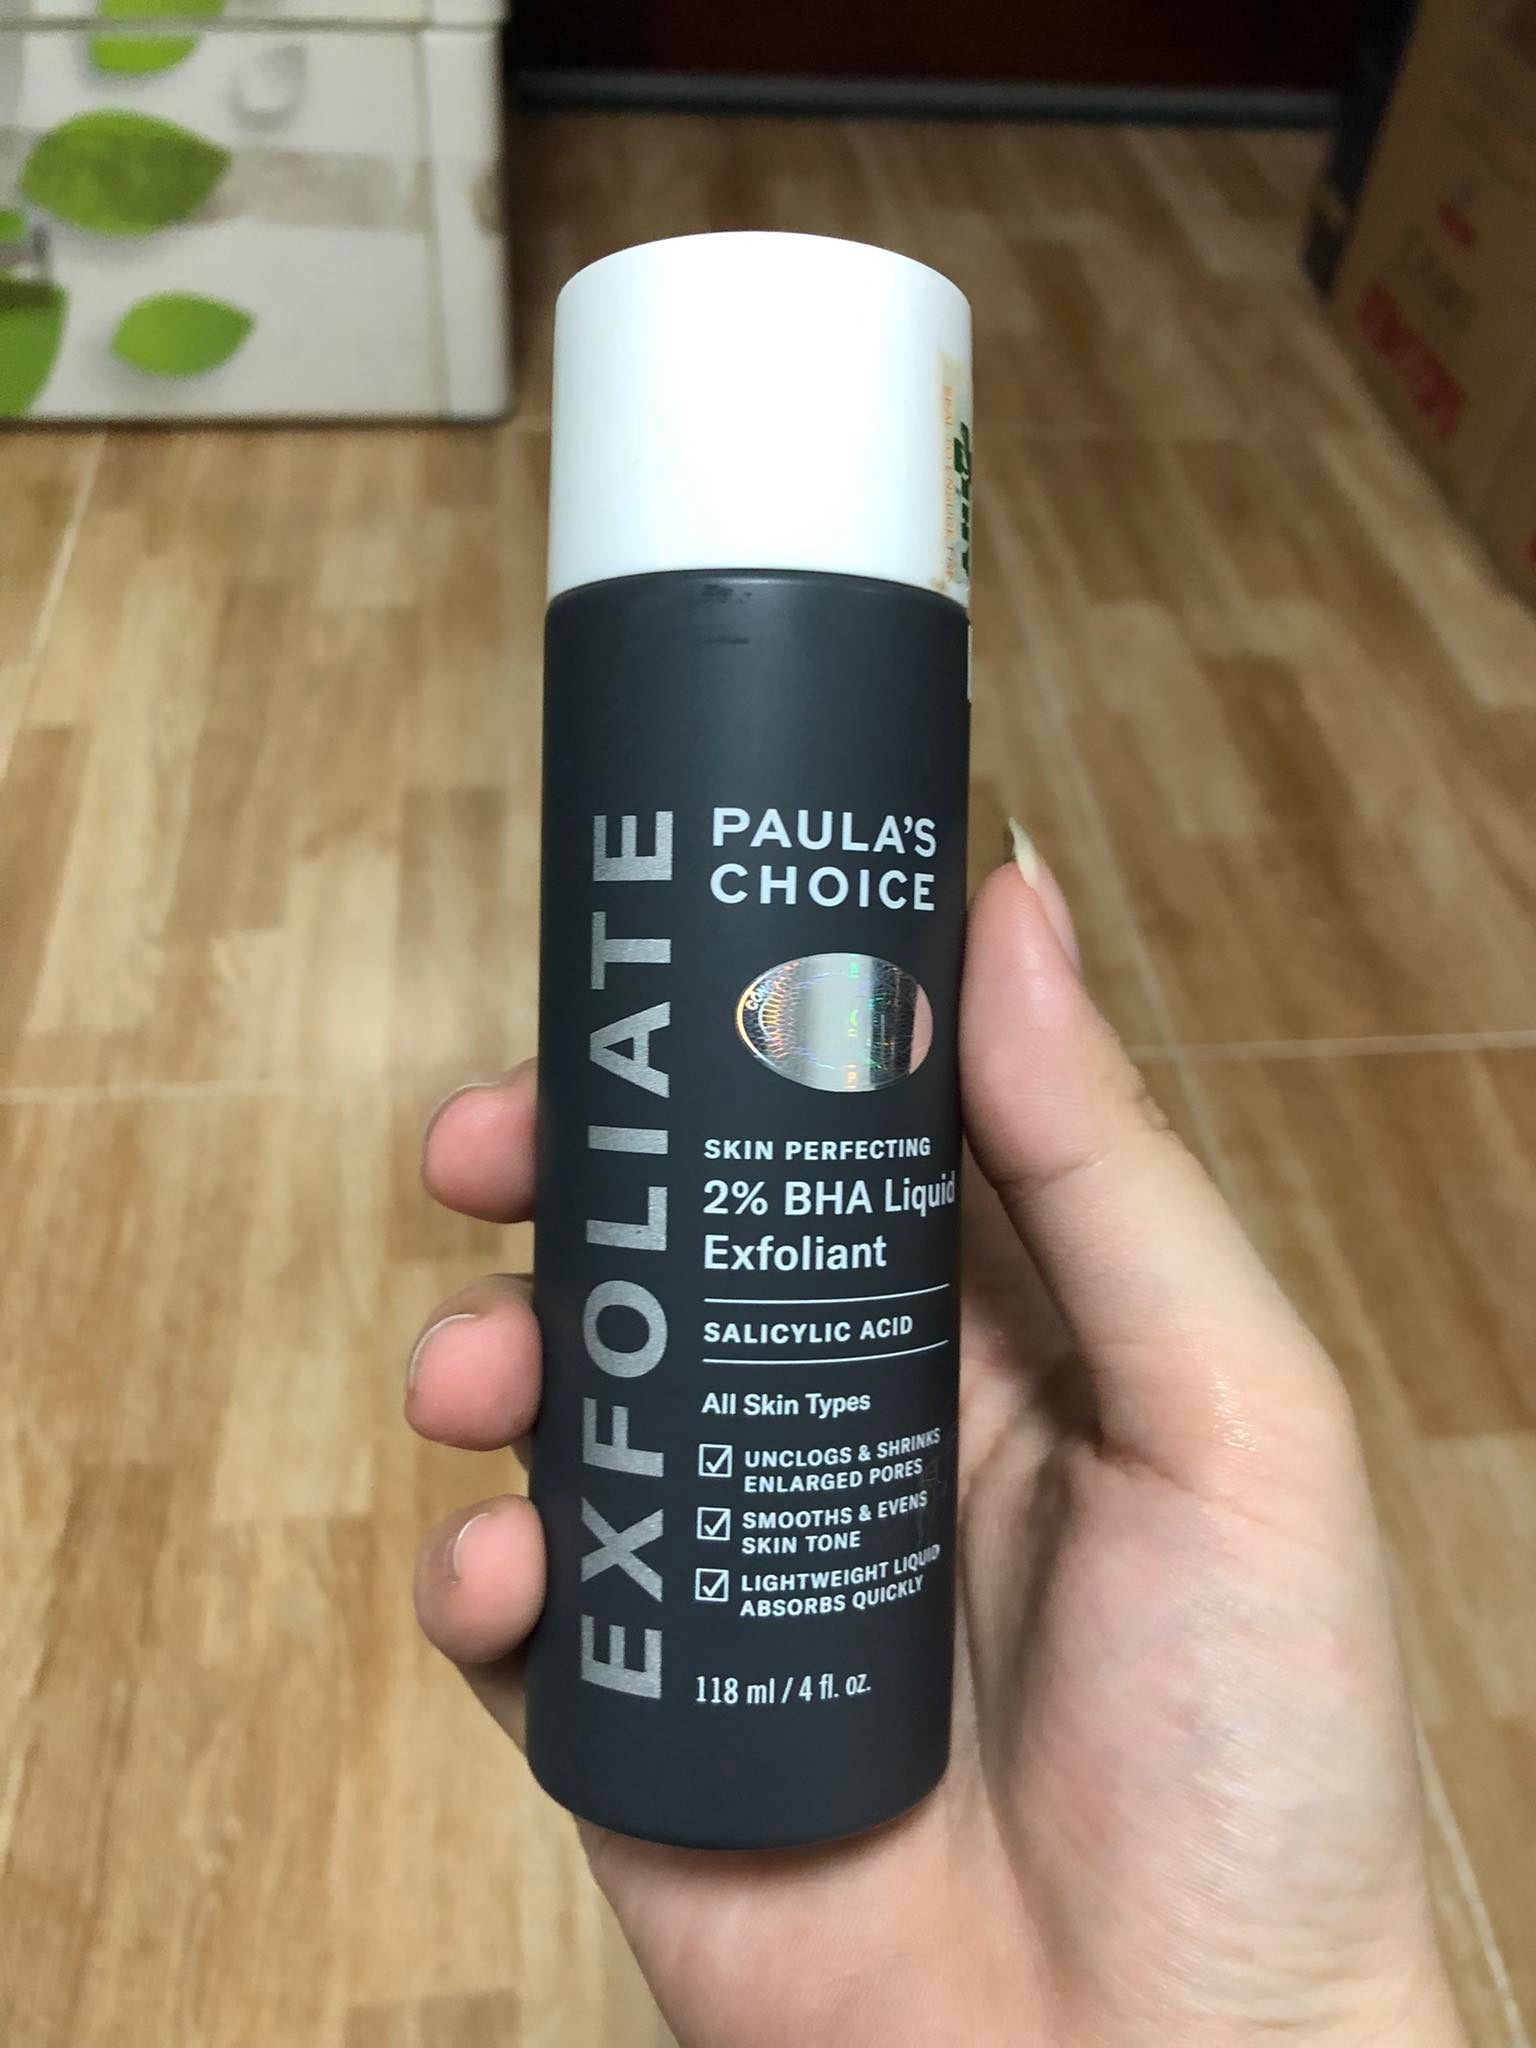 EXFOLIATE
PAULA'S
CHOICE
SKIN PERFECTING
2% BHA Liquid
Exfoliant
SALICYLIC ACID
All Skin Types
UNCLOGS & SHRINKS
ENLARGED PORES
SMOOTHS & EVENS
SKIN TONE
LIGHTWEIGHT LIQUID
ABSORBS QUICKLY
118 ml / 4 fl. oz.